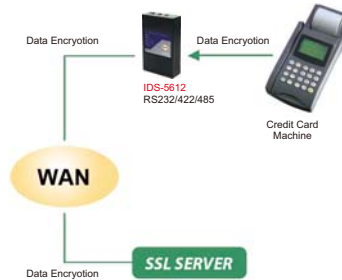 Data Encryotion
Data Encryotion
IDS-5612
RS232/422/485
Credit Card
Machine
WAN
SSL SERVER
Data Encryotion